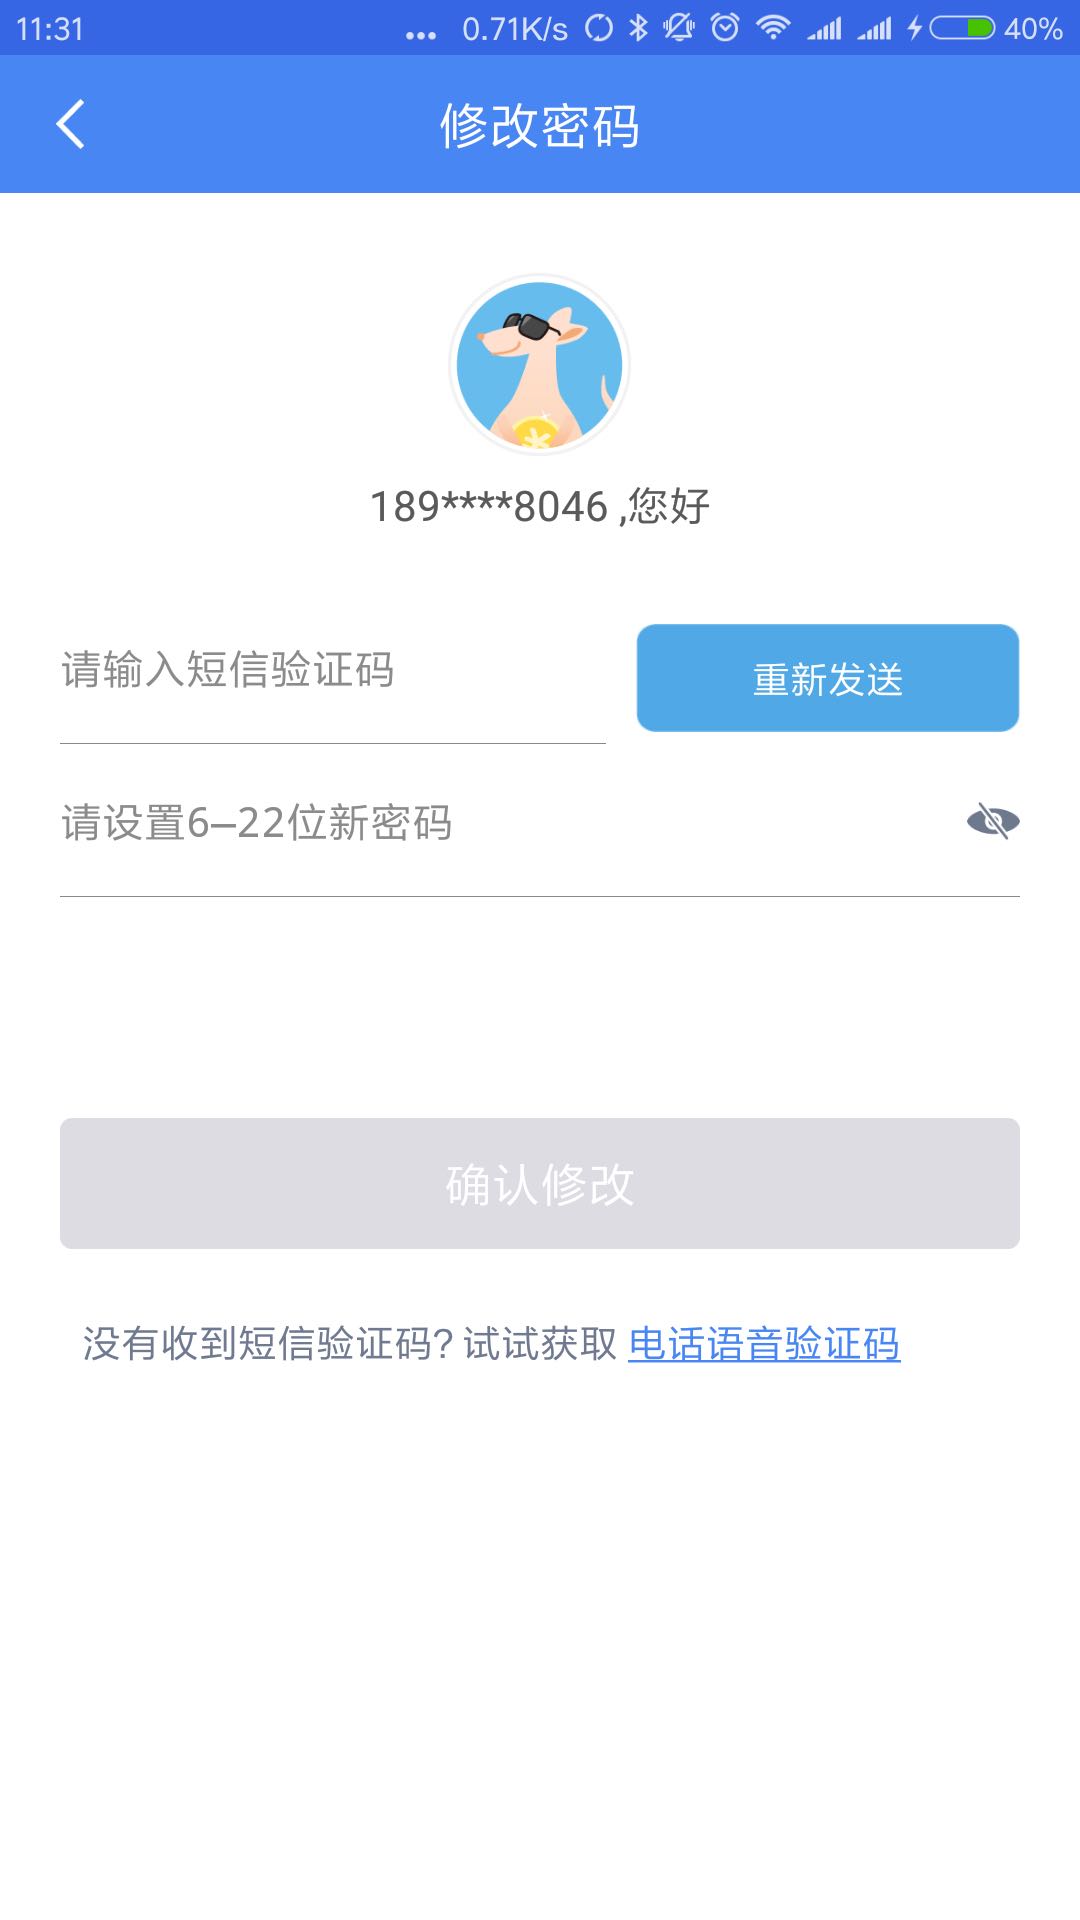 11:31 ... 0.71K/s 40%
修改密码
189****8046 ,您好
请输入短信验证码
重新发送
请设置6–22位新密码
确认修改
没有收到短信验证码? 试试获取 电话语音验证码